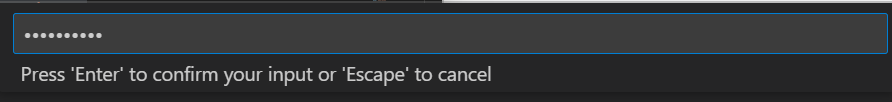 ••••••••••
Press 'Enter' to confirm your input or 'Escape' to cancel